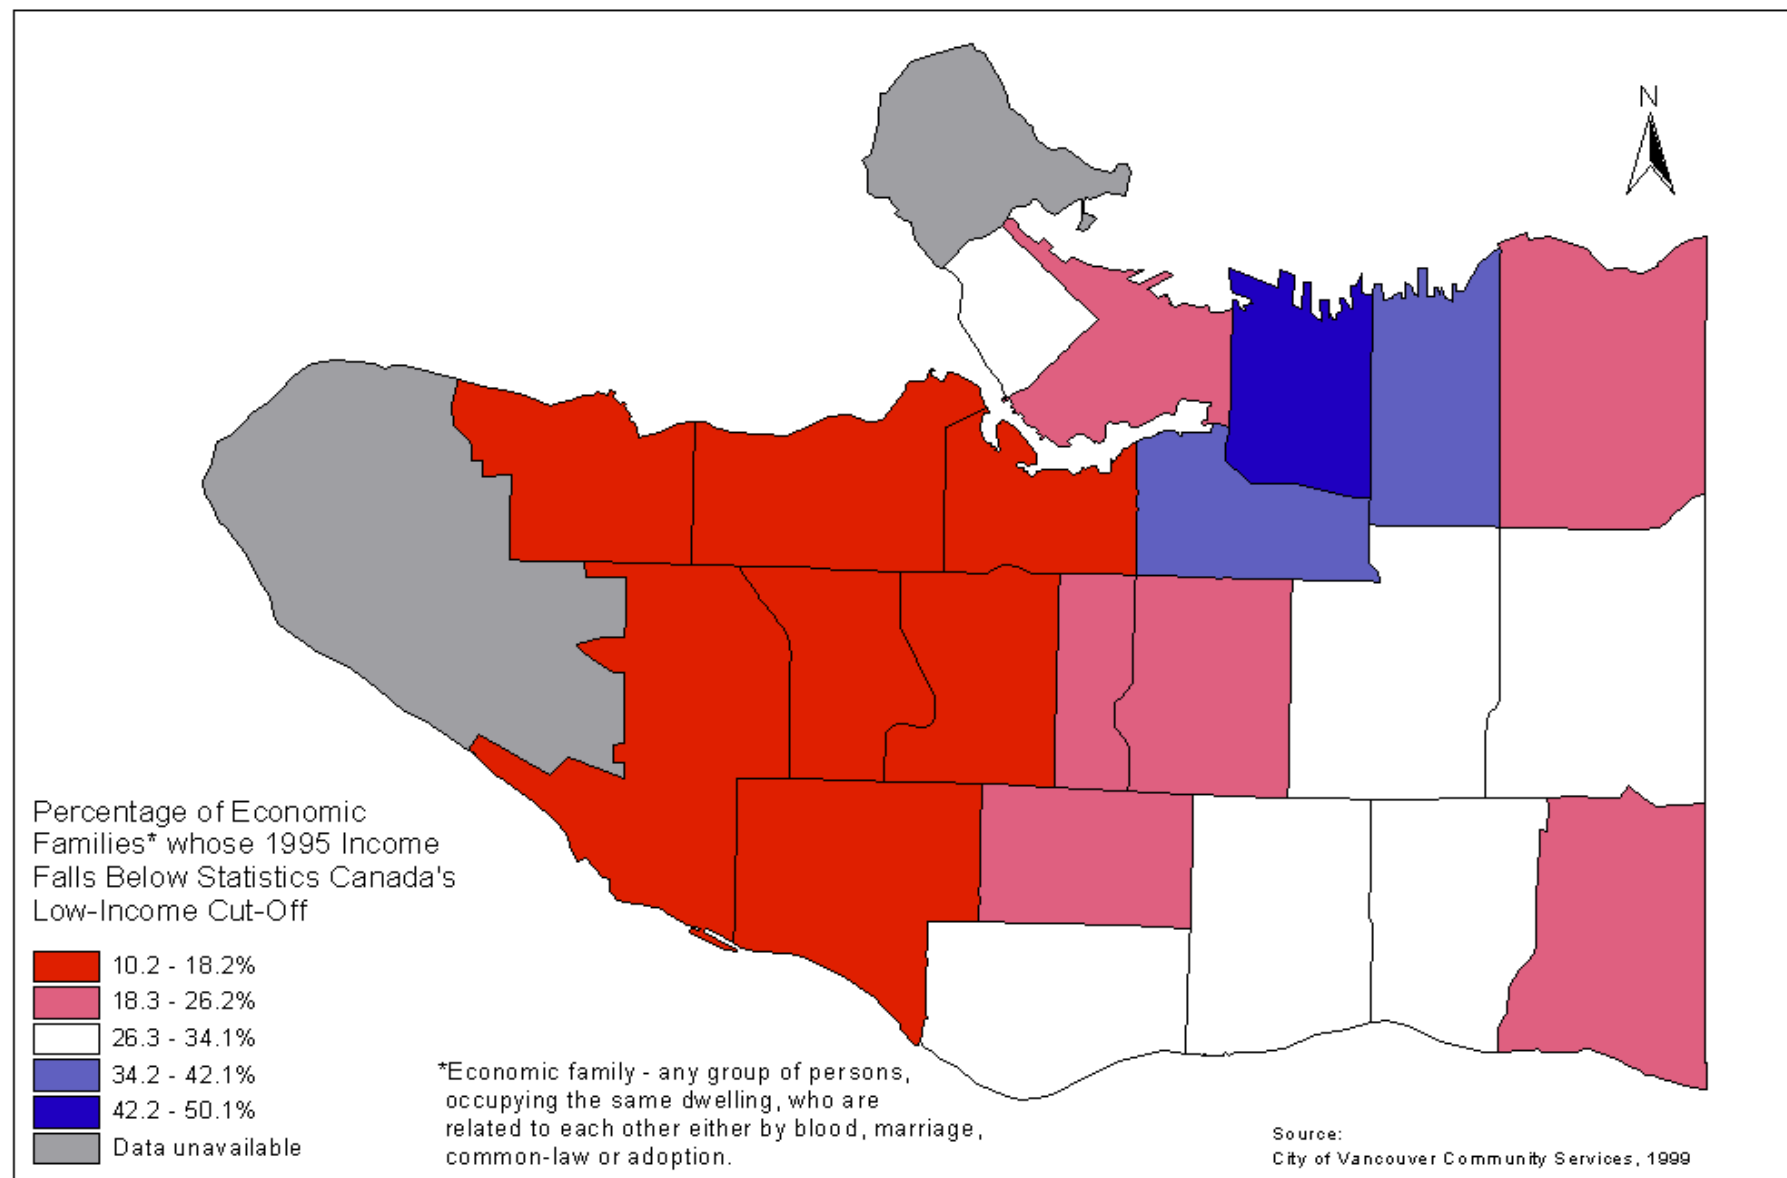 N
Percentage of Economic
Families* whose 1995 Income
Falls Below Statistics Canada's
Low-Income Cut-Off
10.2 - 18.2%
18.3 - 26.2%
26.3 - 34.1%
34.2 - 42.1%
42.2 - 50.1%
Data unavailable
*Economic family - any group of persons,
occupying the same dwelling, who are
related to each other either by blood, marriage,
common-law or adoption.
Source:
City of Vancouver Community Services, 1999